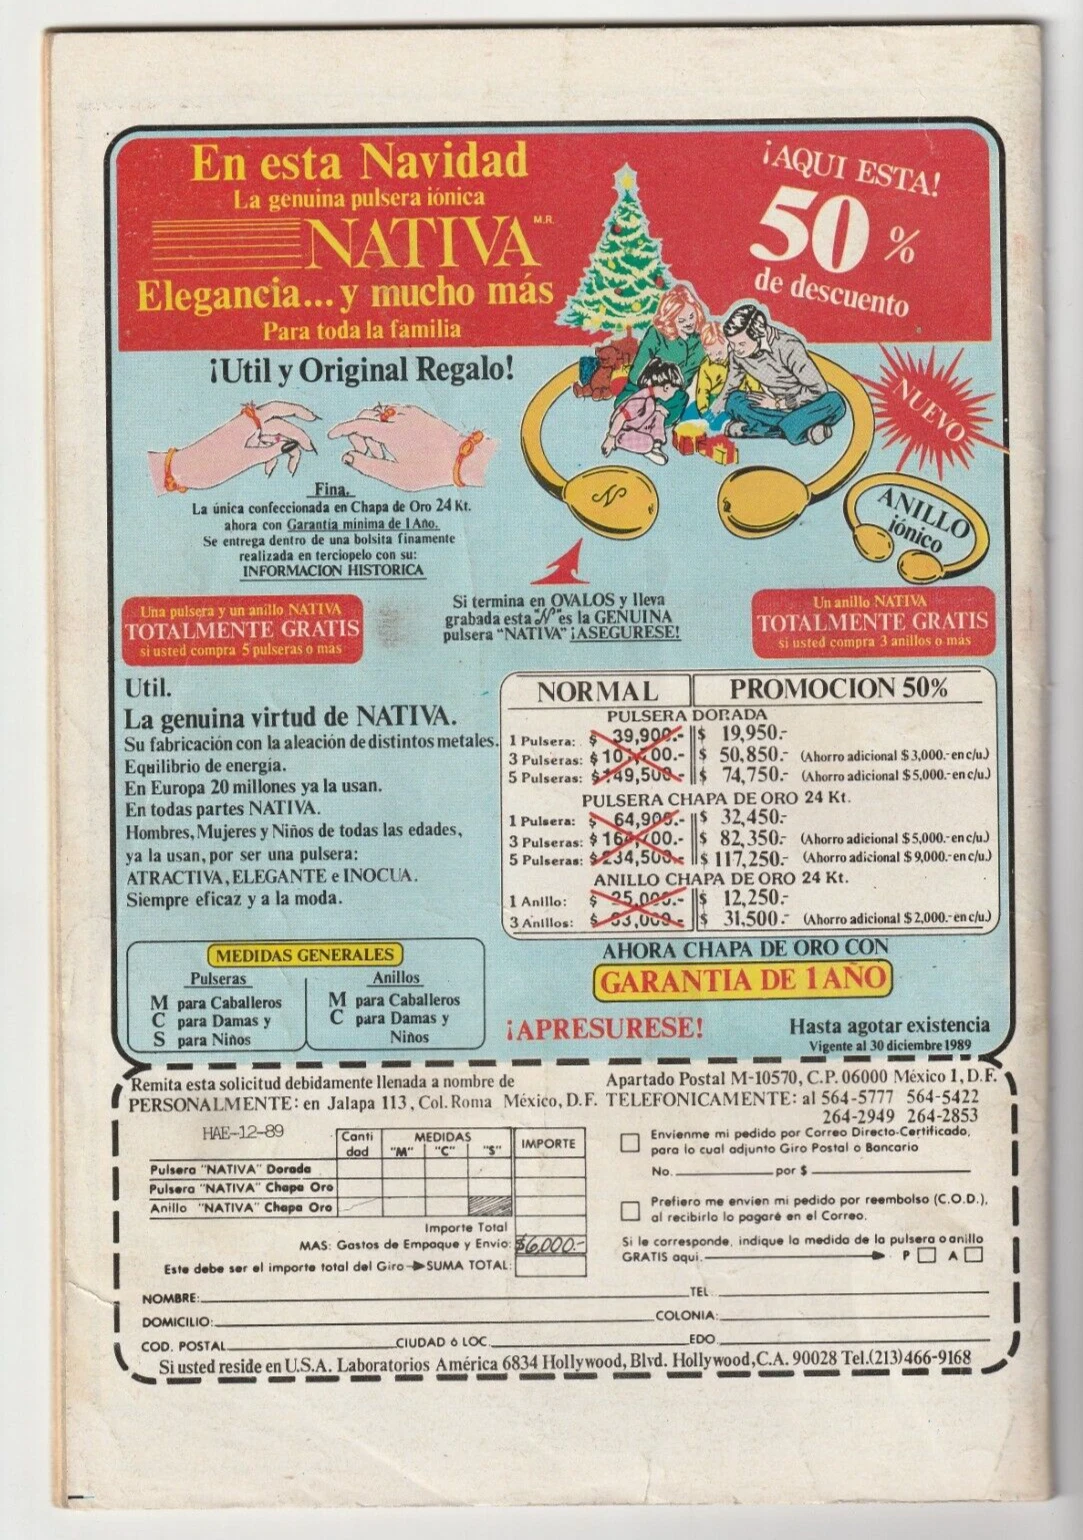 En esta Navidad
La genuina pulsera iónica
NATIVA M.R.
Elegancia... y mucho más
Para toda la familia
¡AQUI ESTA!
50 %
de descuento
¡Util y Original Regalo!
NUEVO
ANILLO
iónico
Fina.
La única confeccionada en Chapa de Oro 24 Kt.
ahora con Garantía minima de 1 Año.
Se entrega dentro de una bolsita finamente
realizada en terciopelo con su:
INFORMACION HISTORICA
N
Si termina en OVALOS y lleva
grabada esta "N" es la GENUINA
pulsera "NATIVA" ¡ASEGURESE!
Una pulsera y un anillo NATIVA
TOTALMENTE GRATIS
si usted compra 5 pulseras o más
Un anillo NATIVA
TOTALMENTE GRATIS
si usted compra 3 anillos o más
Util.
La genuina virtud de NATIVA.
Su fabricación con la aleación de distintos metales.
Equilibrio de energía.
En Europa 20 millones ya la usan.
En todas partes NATIVA.
Hombres, Mujeres y Niños de todas las edades,
ya la usan, por ser una pulsera:
ATRACTIVA, ELEGANTE e INOCUA.
Siempre eficaz y a la moda.
NORMAL PROMOCION 50%
PULSERA DORADA
1 Pulsera: $ 39,900.- $ 19,950.-
3 Pulseras: $ $ 50,850.- (Ahorro adicional $ 3,000.- en c/u.)
5 Pulseras: $ 149,500.- $ 74,750.- (Ahorro adicional $ 5,000.- en c/u.)
PULSERA CHAPA DE ORO 24 Kt.
1 Pulsera: $ 64,900.- $ 32,450.-
3 Pulseras: $ 164,700.- $ 82,350.- (Ahorro adicional $ 5,000.- en c/u.)
5 Pulseras: $ 234,500.- $ 117,250.- (Ahorro adicional $ 9,000.- en c/u.)
ANILLO CHAPA DE ORO 24 Kt.
1 Anillo: $ 25,000.- $ 12,250.-
3 Anillos: $ 63,000.- $ 31,500.- (Ahorro adicional $ 2,000.- en c/u.)
MEDIDAS GENERALES
Pulseras Anillos
M para Caballeros M para Caballeros
C para Damas y C para Damas y
S para Niños Niños
AHORA CHAPA DE ORO CON
GARANTIA DE 1 AÑO
¡APRESURESE!
Hasta agotar existencia
Vigente al 30 diciembre 1989
Remita esta solicitud debidamente llenada a nombre de Apartado Postal M-10570, C.P. 06000 México 1, D.F.
PERSONALMENTE: en Jalapa 113, Col. Roma México, D.F. TELEFONICAMENTE: al 564-5777 564-5422
264-2949 264-2853
HAE-12-89
Canti dad MEDIDAS IMPORTE
"M" "C" "S"
Pulsera "NATIVA" Dorada
Pulsera "NATIVA" Chapa Oro
Anillo "NATIVA" Chapa Oro
Importe Total
MAS: Gastos de Empaque y Envío: $6,000.-
Este debe ser el importe total del Giro SUMA TOTAL:
Envíenme mi pedido por Correo Directo-Certificado,
para lo cual adjunto Giro Postal o Bancario
No. por $
Prefiero me envien mi pedido por reembolso (C.O.D.),
al recibirlo lo pagaré en el Correo.
Si le corresponde, indique la medida de la pulsera o anillo
GRATIS aqui. P A
NOMBRE: TEL
DOMICILIO: COLONIA:
COD. POSTAL CIUDAD ó LOC. EDO
Si usted reside en U.S.A. Laboratorios América 6834 Hollywood, Blvd. Hollywood, C.A. 90028 Tel.(213)466-9168